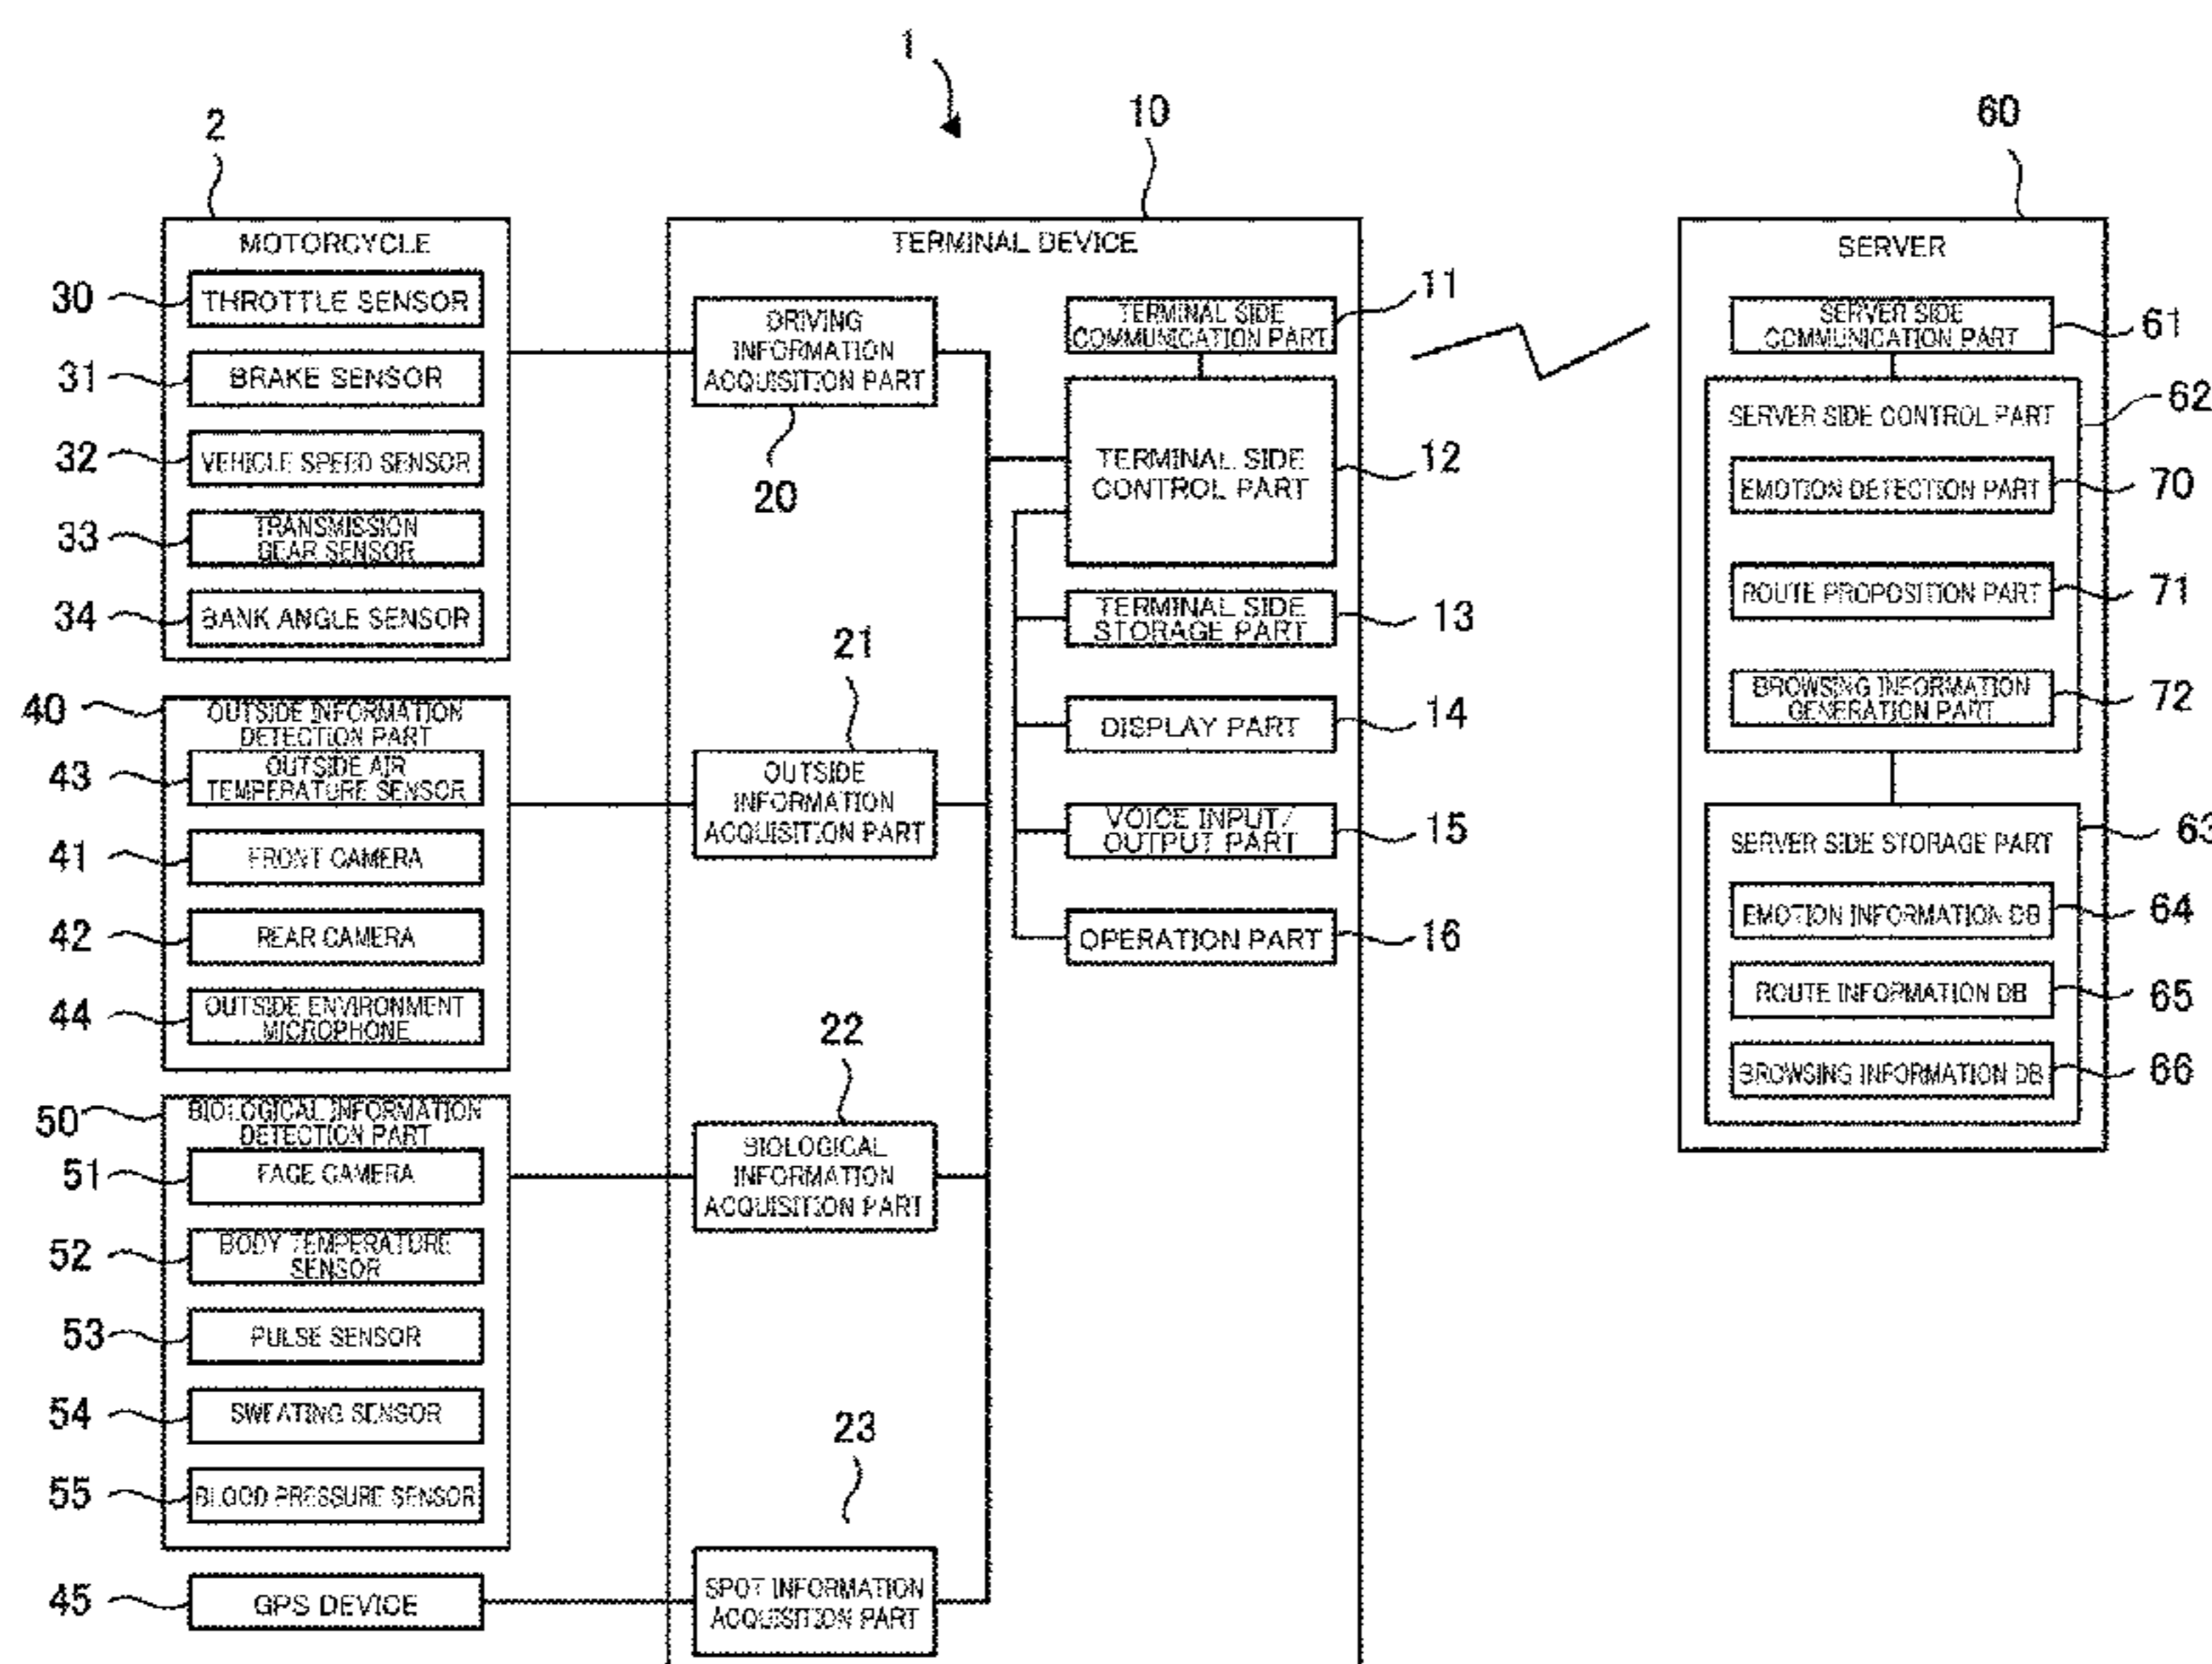 1
2
10
60
MOTORCYCLE
30
THROTTLE SENSOR
31
BRAKE SENSOR
32
VEHICLE SPEED SENSOR
33
TRANSMISSION
GEAR SENSOR
34
BANK ANGLE SENSOR
40
OUTSIDE INFORMATION
DETECTION PART
43
OUTSIDE AIR
TEMPERATURE SENSOR
41
FRONT CAMERA
42
REAR CAMERA
44
OUTSIDE ENVIRONMENT
MICROPHONE
50
BIOLOGICAL INFORMATION
DETECTION PART
51
FACE CAMERA
52
BODY TEMPERATURE
SENSOR
53
PULSE SENSOR
54
SWEATING SENSOR
55
BLOOD PRESSURE SENSOR
45
GPS DEVICE
TERMINAL DEVICE
DRIVING
INFORMATION
ACQUISITION PART
20
21
OUTSIDE
INFORMATION
ACQUISITION PART
22
BIOLOGICAL
INFORMATION
ACQUISITION PART
23
SPOT INFORMATION
ACQUISITION PART
TERMINAL SIDE
COMMUNICATION PART
11
TERMINAL SIDE
CONTROL PART
12
TERMINAL SIDE
STORAGE PART
13
DISPLAY PART
14
VOICE INPUT/
OUTPUT PART
15
OPERATION PART
16
SERVER
SERVER SIDE
COMMUNICATION PART
61
SERVER SIDE CONTROL PART
62
EMOTION DETECTION PART
70
ROUTE PROPOSITION PART
71
BROWSING INFORMATION
GENERATION PART
72
SERVER SIDE STORAGE PART
63
EMOTION INFORMATION DB
64
ROUTE INFORMATION DB
65
BROWSING INFORMATION DB
66